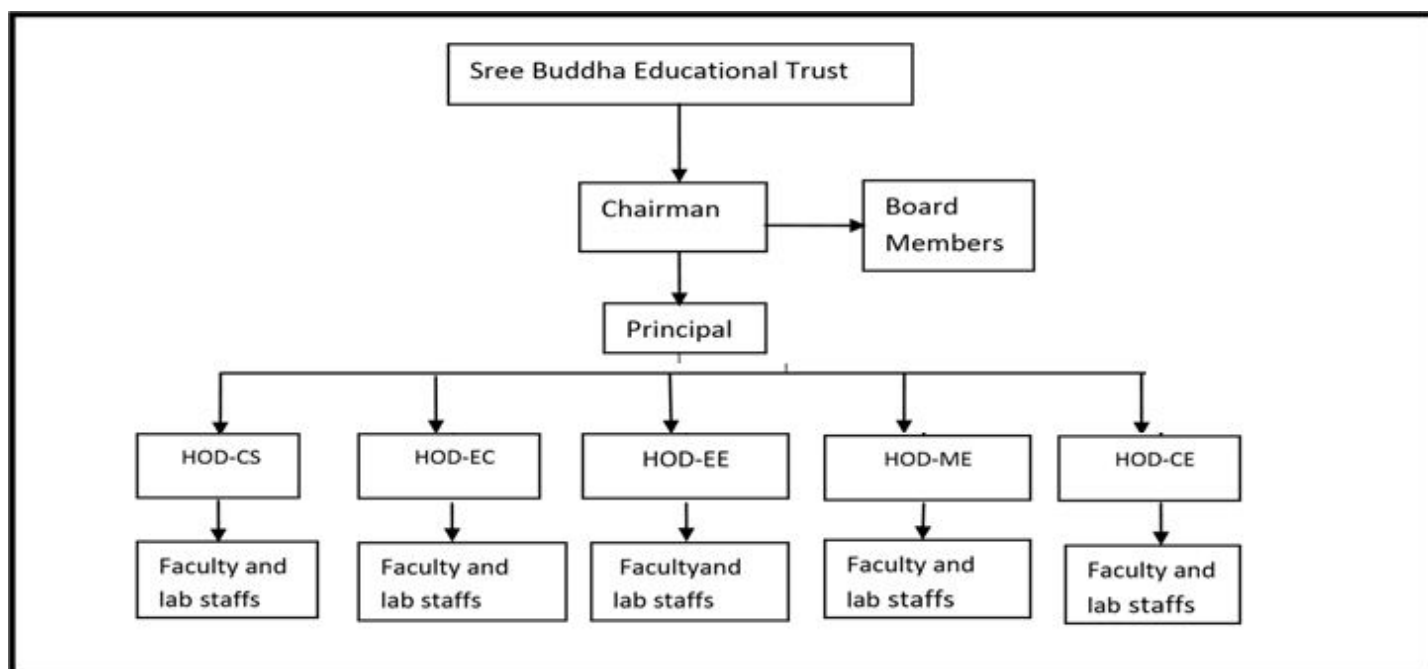 Sree Buddha Educational Trust
Chairman
Board
Members
Principal
HOD-CS
HOD-EC
HOD-EE
HOD-ME
HOD-CE
Faculty and
lab staffs
Faculty and
lab staffs
Facultyand
lab staffs
Faculty and
lab staffs
Faculty and
lab staffs